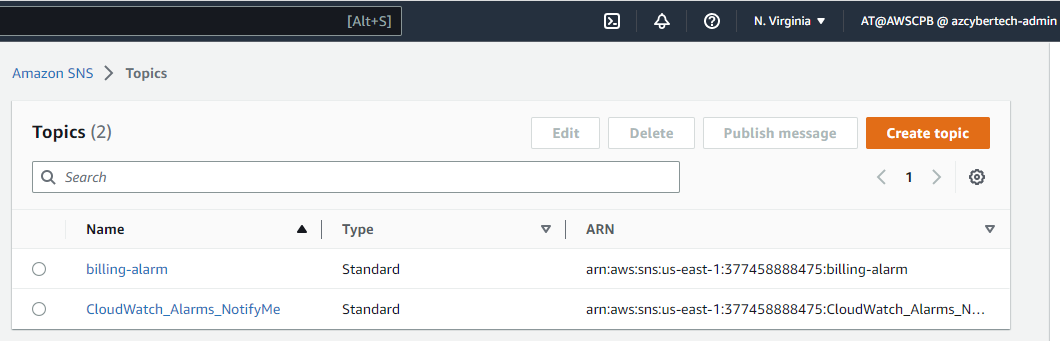 [Alt+S] N. Virginia AT@AWSCPB @ azcybertech-admin
Amazon SNS Topics
Topics (2) Edit Delete Publish message Create topic
Search 1
Name Type ARN
billing-alarm Standard arn:aws:sns:us-east-1:377458888475:billing-alarm
CloudWatch_Alarms_NotifyMe Standard arn:aws:sns:us-east-1:377458888475:CloudWatch_Alarms_N...